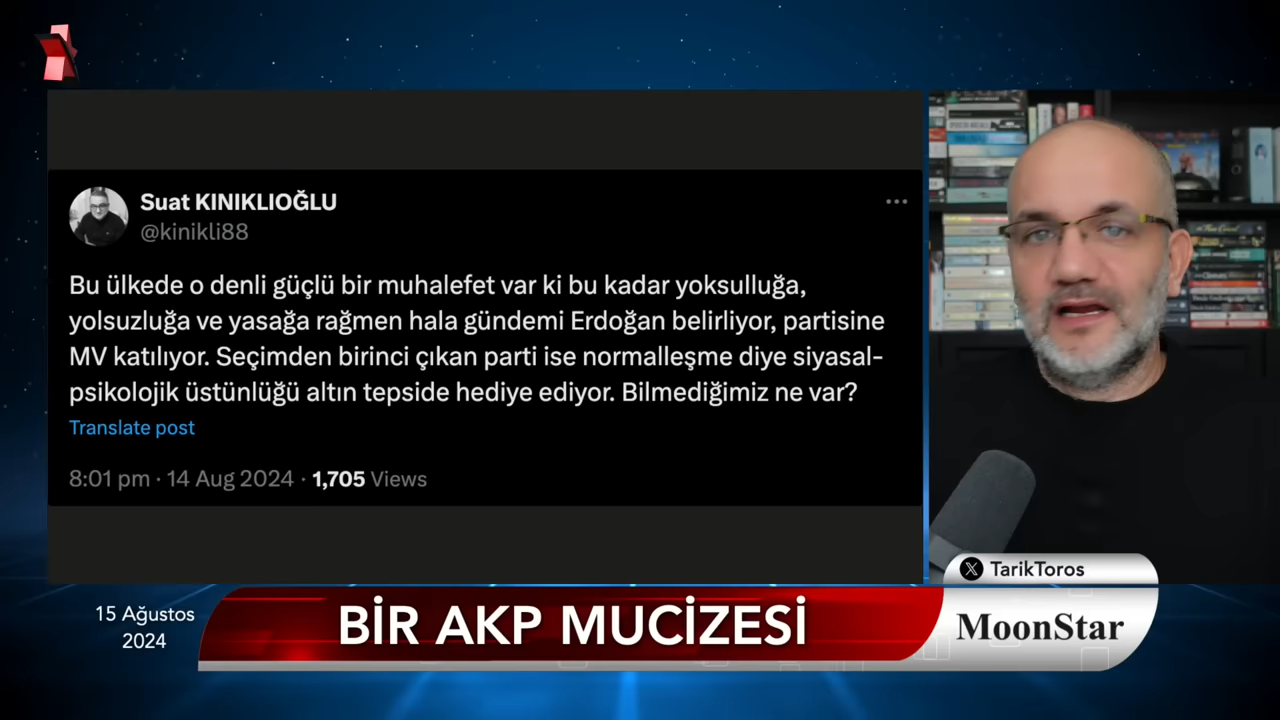 Suat KINIKLIOĞLU
@kinikli88
Bu ülkede o denli güçlü bir muhalefet var ki bu kadar yoksulluğa,
yolsuzluğa ve yasağa rağmen hala gündemi Erdoğan belirliyor, partisine
MV katılıyor. Seçimden birinci çıkan parti ise normalleşme diye siyasal-
psikolojik üstünlüğü altın tepside hediye ediyor. Bilmediğimiz ne var?
Translate post
8:01 pm · 14 Aug 2024 · 1,705 Views
TarikToros
15 Ağustos
2024
BİR AKP MUCİZESİ
MoonStar